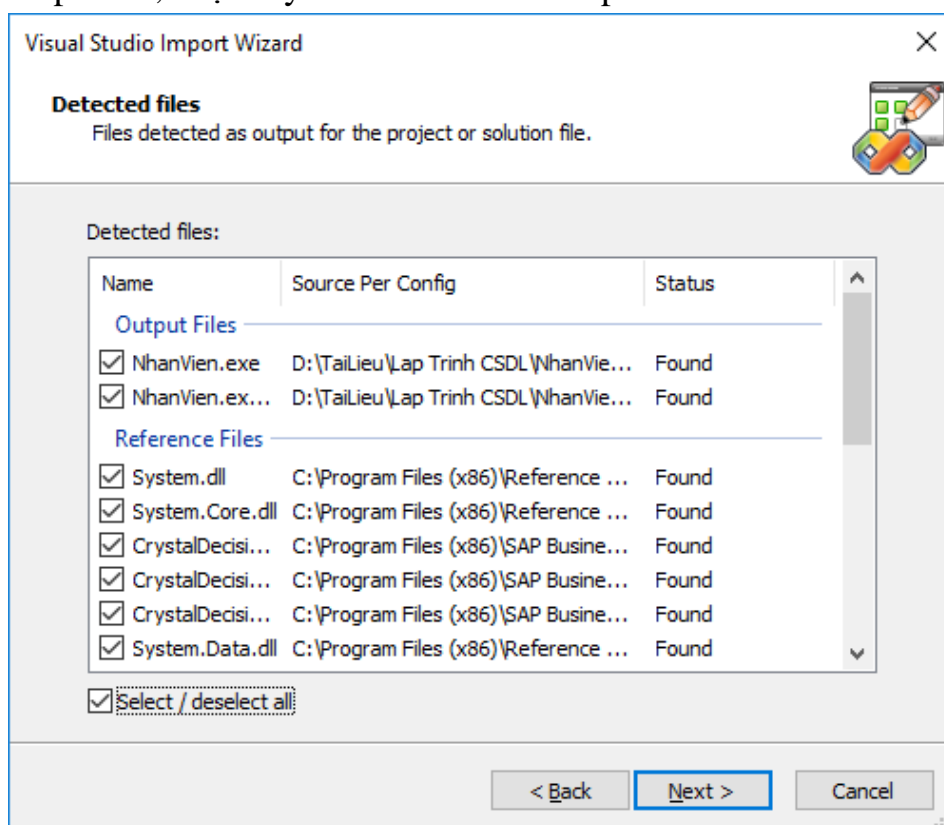 Visual Studio Import Wizard
Detected files
Files detected as output for the project or solution file.
Detected files:
Name Source Per Config Status
Output Files
NhanVien.exe D:\TaiLieu\Lap Trinh CSDL\NhanVie... Found
NhanVien.ex... D:\TaiLieu\Lap Trinh CSDL\NhanVie... Found
Reference Files
System.dll C:\Program Files (x86)\Reference ... Found
System.Core.dll C:\Program Files (x86)\Reference ... Found
CrystalDecisi... C:\Program Files (x86)\SAP Busine... Found
CrystalDecisi... C:\Program Files (x86)\SAP Busine... Found
CrystalDecisi... C:\Program Files (x86)\SAP Busine... Found
System.Data.dll C:\Program Files (x86)\Reference ... Found
Select / deselect all
< Back Next > Cancel